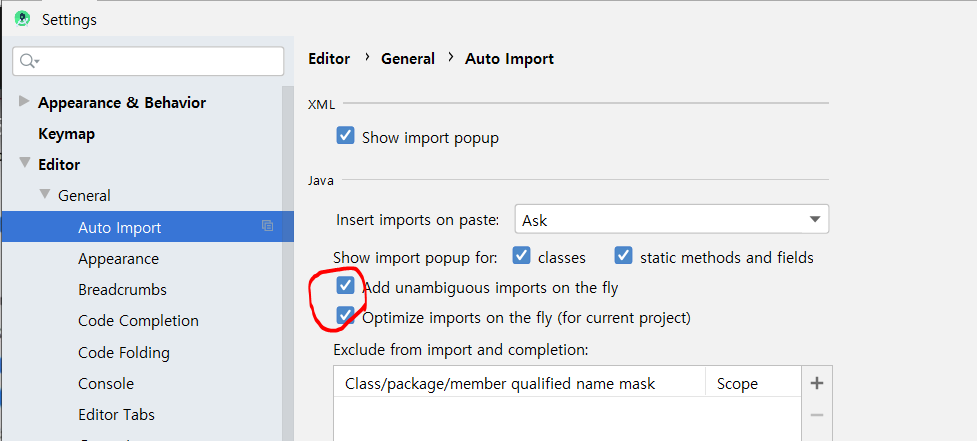 Settings
Editor › General › Auto Import
Appearance & Behavior
Keymap
Editor
General
Auto Import
Appearance
Breadcrumbs
Code Completion
Code Folding
Console
Editor Tabs
XML
Show import popup
Java
Insert imports on paste: Ask
Show import popup for: classes static methods and fields
Add unambiguous imports on the fly
Optimize imports on the fly (for current project)
Exclude from import and completion:
Class/package/member qualified name mask Scope